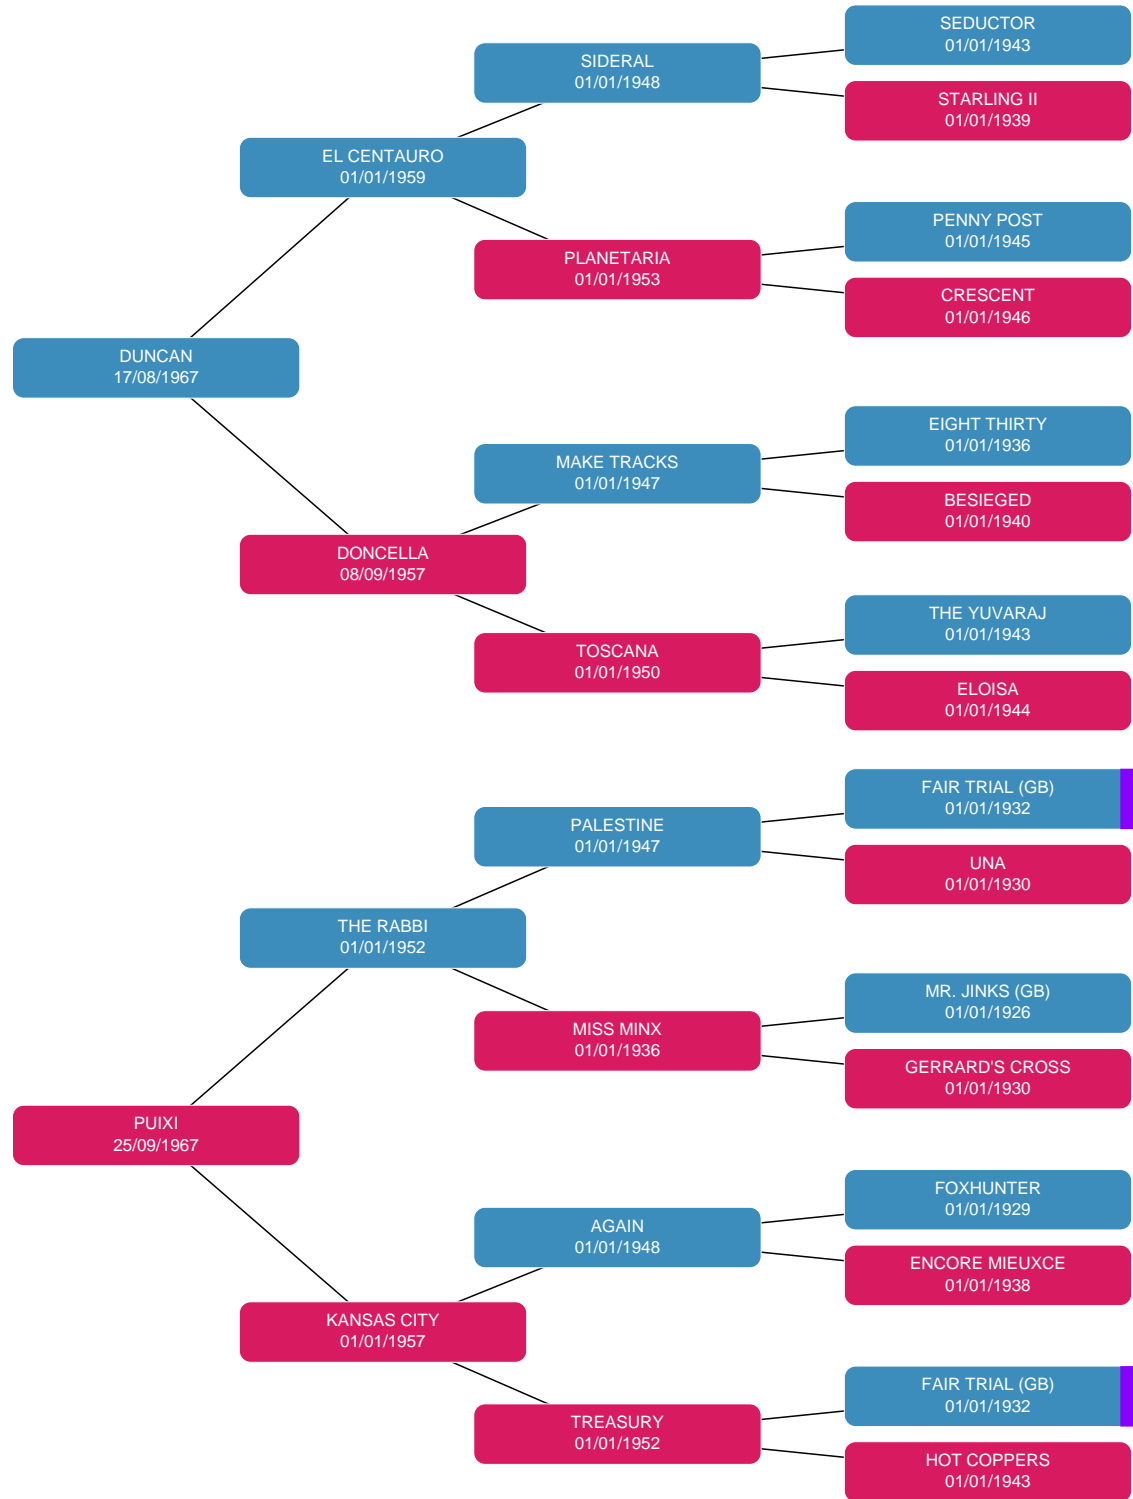 SEDUCTOR
01/01/1943
SIDERAL
01/01/1948
STARLING II
01/01/1939
EL CENTAURO
01/01/1959
PENNY POST
01/01/1945
PLANETARIA
01/01/1953
CRESCENT
01/01/1946
DUNCAN
17/08/1967
EIGHT THIRTY
01/01/1936
MAKE TRACKS
01/01/1947
BESIEGED
01/01/1940
DONCELLA
08/09/1957
THE YUVARAJ
01/01/1943
TOSCANA
01/01/1950
ELOISA
01/01/1944
FAIR TRIAL (GB)
01/01/1932
PALESTINE
01/01/1947
UNA
01/01/1930
THE RABBI
01/01/1952
MR. JINKS (GB)
01/01/1926
MISS MINX
01/01/1936
GERRARD'S CROSS
01/01/1930
PUIXI
25/09/1967
FOXHUNTER
01/01/1929
AGAIN
01/01/1948
ENCORE MIEUXCE
01/01/1938
KANSAS CITY
01/01/1957
FAIR TRIAL (GB)
01/01/1932
TREASURY
01/01/1952
HOT COPPERS
01/01/1943